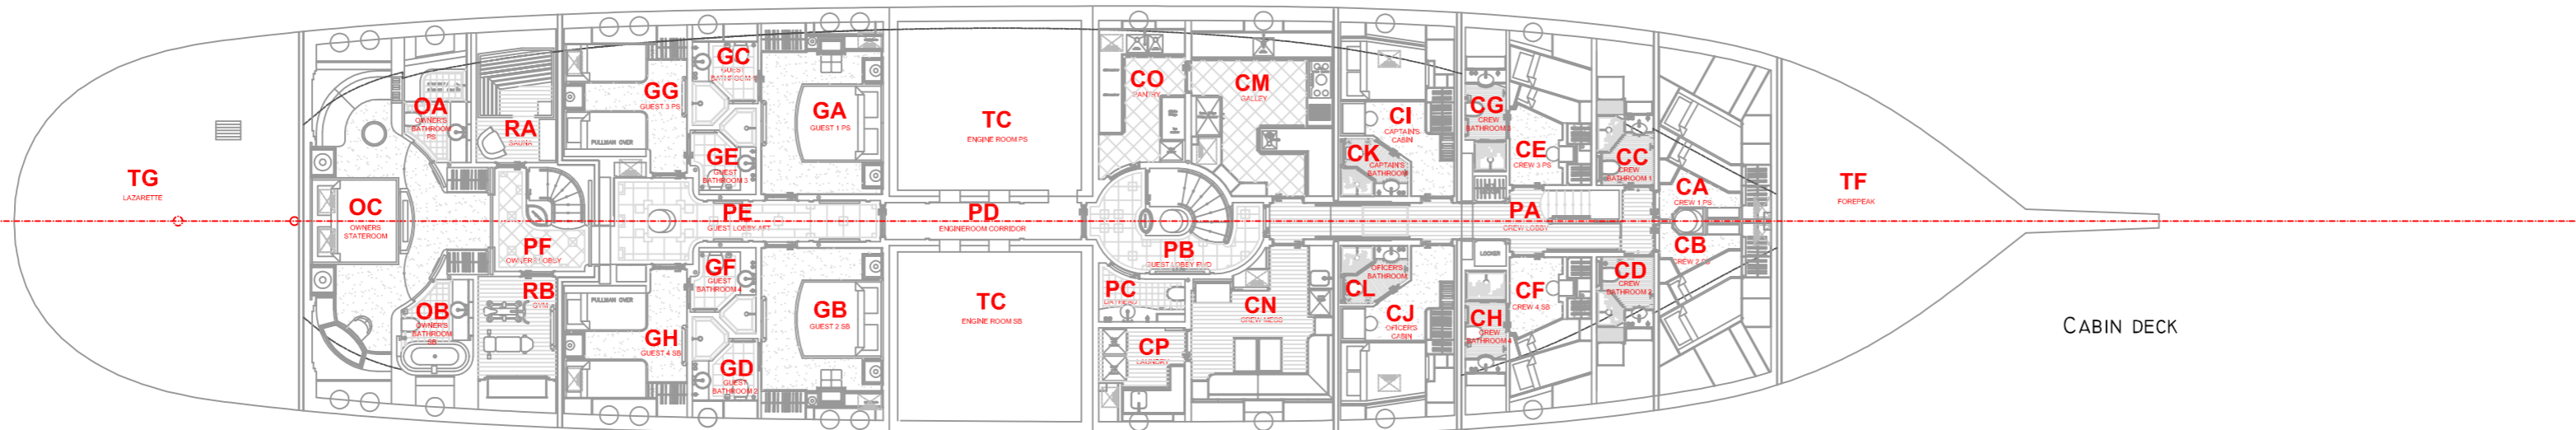 TG
LAZARETTE
OC
OWNERS
STATEROOM
OA
OWNER'S
BATHROOM
PS
OB
OWNER'S
BATHROOM
SB
RA
SAUNA
PF
OWNERS LOBBY
RB
GYM
GG
GUEST 3 PS
PULLMAN OVER
GH
GUEST 4 SB
PULLMAN OVER
GC
GUEST
GE
GUEST
BATHROOM 3
PE
GUEST LOBBY AFT
GF
GUEST
BATHROOM 4
GD
GUEST
BATHROOM 2
GA
GUEST 1 PS
GB
GUEST 2 SB
TC
ENGINE ROOM PS
PD
ENGINEROOM CORRIDOR
TC
ENGINE ROOM SB
CO
PANTRY
CM
GALLEY
PB
GUEST LOBBY FWD
PC
CP
LAUNDRY
CN
CREW MESS
CI
CAPTAIN'S
CABIN
CK
CAPTAIN'S
BATHROOM
CL
OFICER'S
BATHROOM
CJ
OFICER'S
CABIN
CG
CREW
BATHROOM 3
CE
CREW 3 PS
CC
CREW
BATHROOM 1
PA
CREW LOBBY
LOCKER
CF
CREW 4 SB
CH
CREW
BATHROOM 4
CD
CREW
BATHROOM 2
CA
CREW 1 PS
CB
CREW 2 SB
TF
FOREPEAK
CABIN DECK